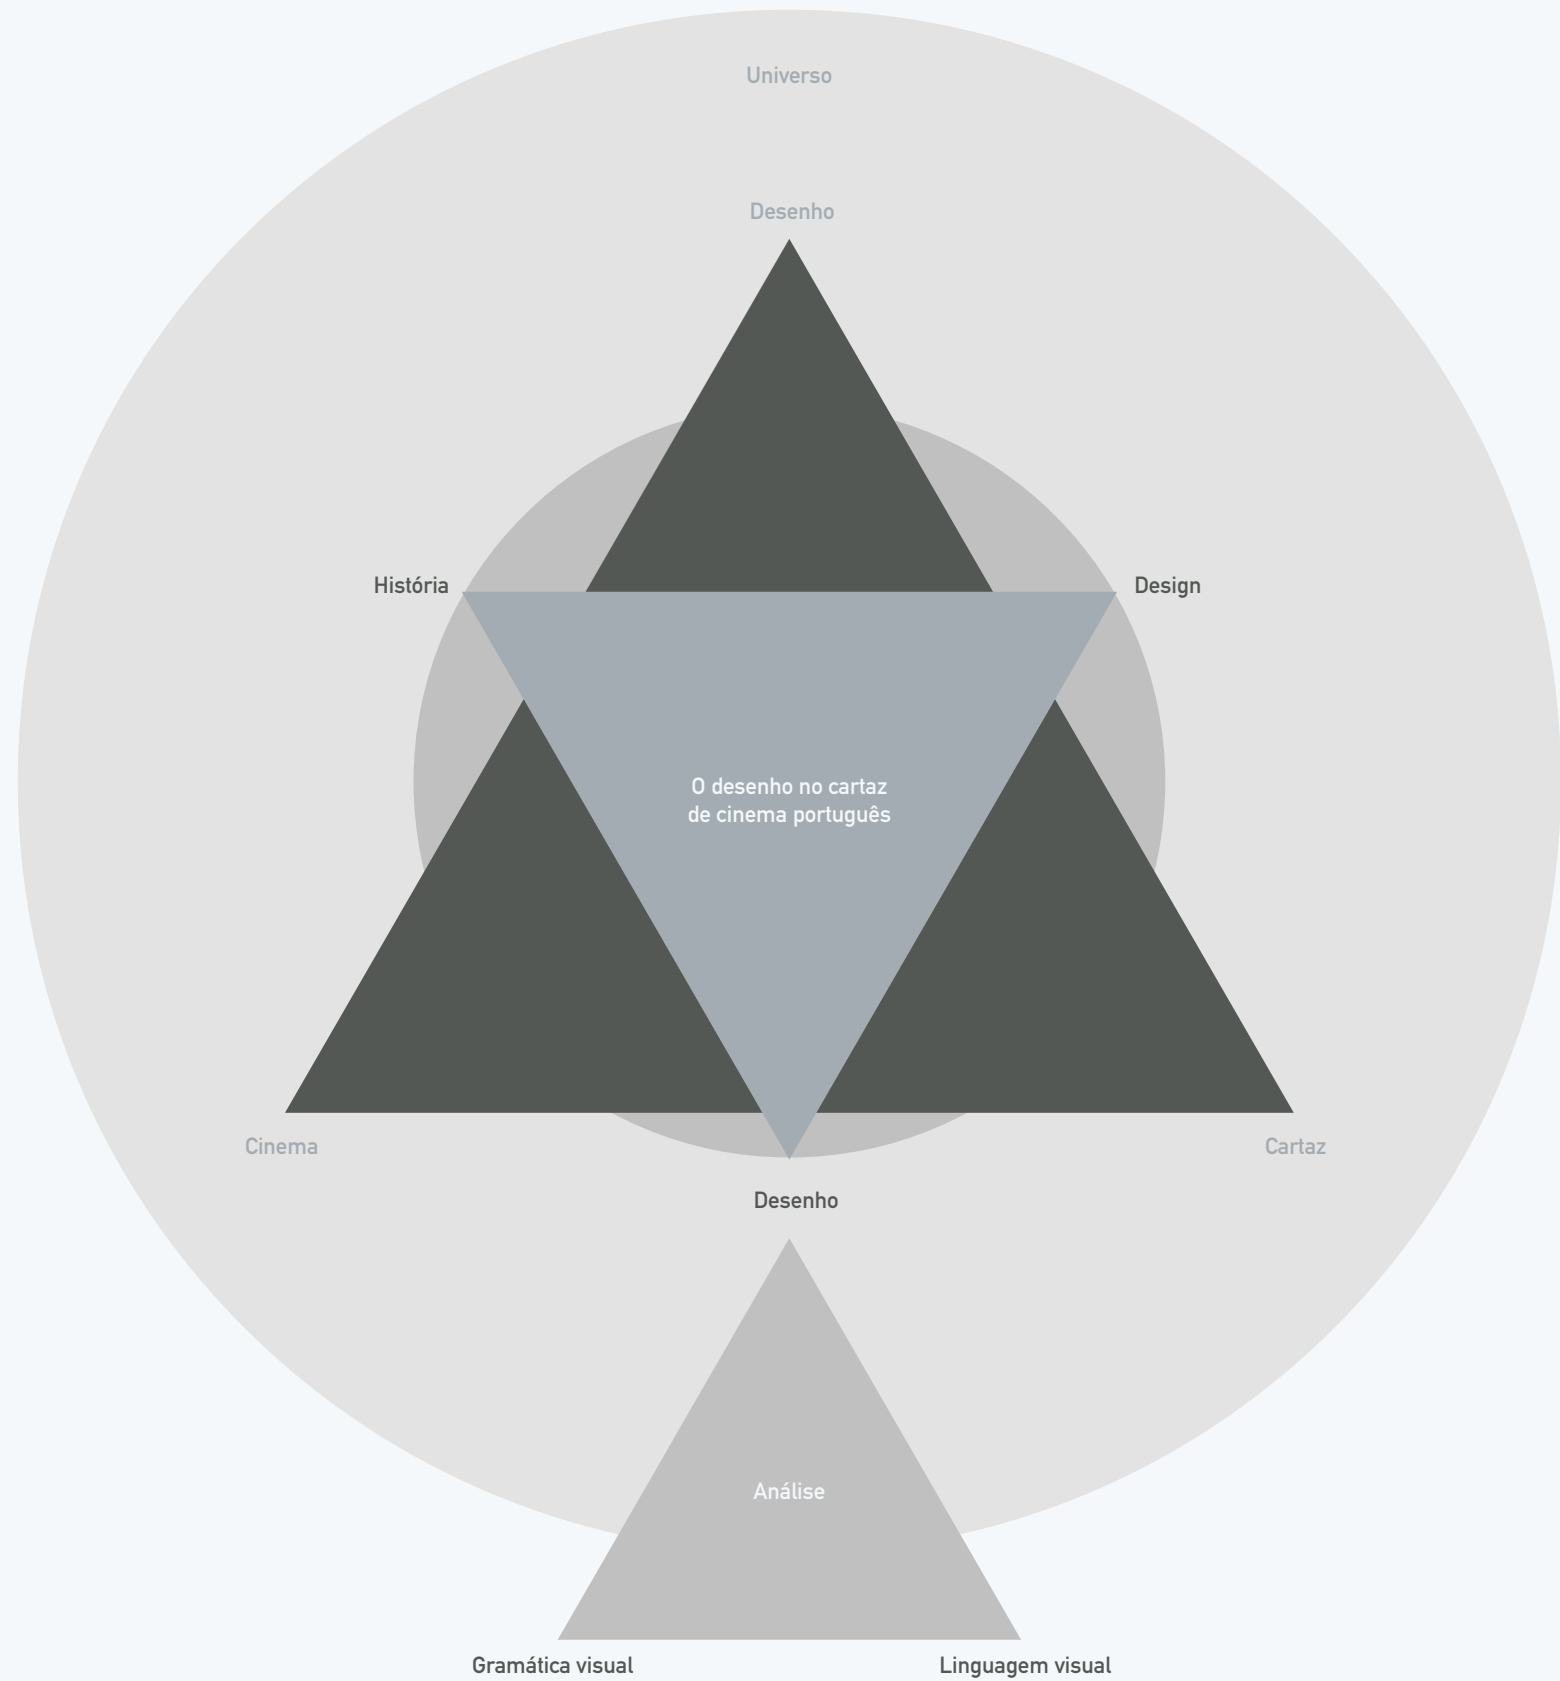 Universo
Desenho
História
Design
O desenho no cartaz
de cinema português
Cinema
Cartaz
Desenho
Análise
Gramática visual
Linguagem visual